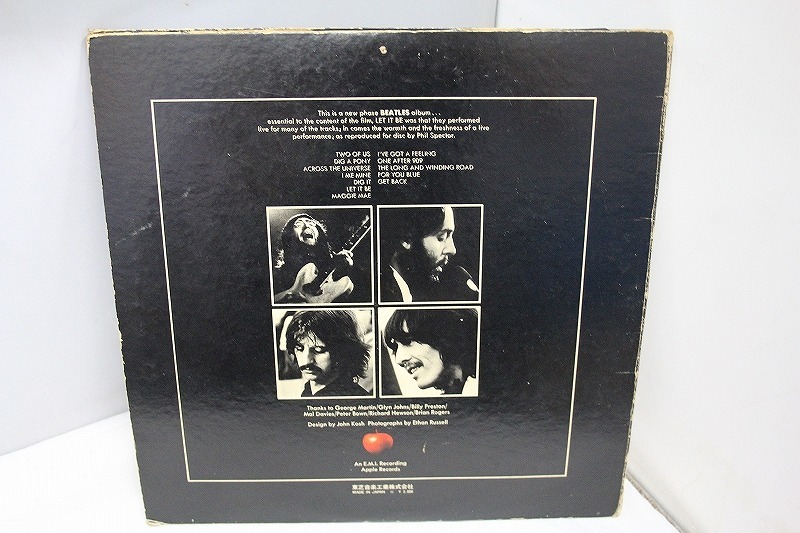 This is a new phase BEATLES album...
essential to the content of the film, LET IT BE was that they performed
live for many of the tracks; in comes the warmth and the freshness of a live
performance; as reproduced for disc by Phil Spector.
TWO OF US I'VE GOT A FEELING
DIG A PONY ONE AFTER 909
ACROSS THE UNIVERSE THE LONG AND WINDING ROAD
I ME MINE FOR YOU BLUE
DIG IT GET BACK
LET IT BE
MAGGIE MAE
Thanks to George Martin/Glyn Johns/Billy Preston/
Mal Davies/Peter Bown/Richard Hewson/Brian Rogers
Design by John Kosh Photographs by Ethan Russell
An E.M.I. Recording
Apple Records
東芝音楽工業株式会社
MADE IN JAPAN